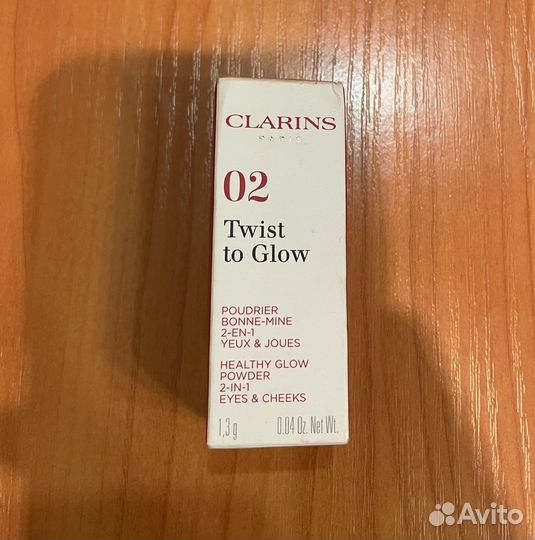 CLARINS
PARIS
02
Twist
to Glow
POUDRIER
BONNE-MINE
2-EN-1
YEUX & JOUES
HEALTHY GLOW
POWDER
2-IN-1
EYES & CHEEKS
1,3 g 0.04 Oz. Net Wt.
Avito